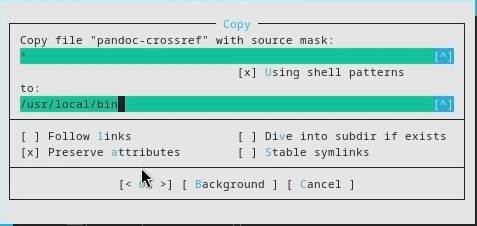 Copy
Copy file "pandoc-crossref" with source mask:
* [^]
[x] Using shell patterns
to:
/usr/local/bin [^]
[ ] Follow links [ ] Dive into subdir if exists
[x] Preserve attributes [ ] Stable symlinks
[< OK >] [ Background ] [ Cancel ]